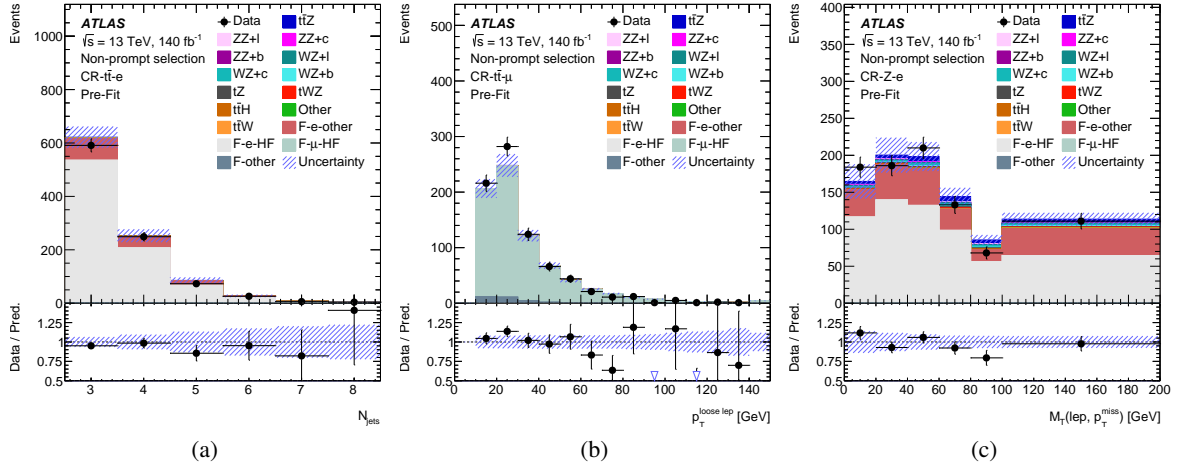 Events
1000
800
600
400
200
0
ATLAS
√s = 13 TeV, 140 fb⁻¹
Non-prompt selection
CR-tt̄-e
Pre-Fit
Data
tt̄Z
ZZ+l
ZZ+c
ZZ+b
WZ+l
WZ+c
WZ+b
tZ
tWZ
tt̄H
Other
tt̄W
F-e-other
F-e-HF
F-μ-HF
F-other
Uncertainty
Data / Pred.
1.25
1
0.75
0.5
3 4 5 6 7 8
N_jets
(a)
Events
500
400
300
200
100
0
ATLAS
√s = 13 TeV, 140 fb⁻¹
Non-prompt selection
CR-tt̄-μ
Pre-Fit
Data
tt̄Z
ZZ+l
ZZ+c
ZZ+b
WZ+l
WZ+c
WZ+b
tZ
tWZ
tt̄H
Other
tt̄W
F-e-other
F-e-HF
F-μ-HF
F-other
Uncertainty
Data / Pred.
1.25
1
0.75
0.5
0 20 40 60 80 100 120 140
p_T^loose lep [GeV]
(b)
Events
400
350
300
250
200
150
100
50
0
ATLAS
√s = 13 TeV, 140 fb⁻¹
Non-prompt selection
CR-Z-e
Pre-Fit
Data
tt̄Z
ZZ+l
ZZ+c
ZZ+b
WZ+l
WZ+c
WZ+b
tZ
tWZ
tt̄H
Other
tt̄W
F-e-other
F-e-HF
F-μ-HF
F-other
Uncertainty
Data / Pred.
1.25
1
0.75
0.5
0 20 40 60 80 100 120 140 160 180 200
M_T(lep, p_T^miss) [GeV]
(c)